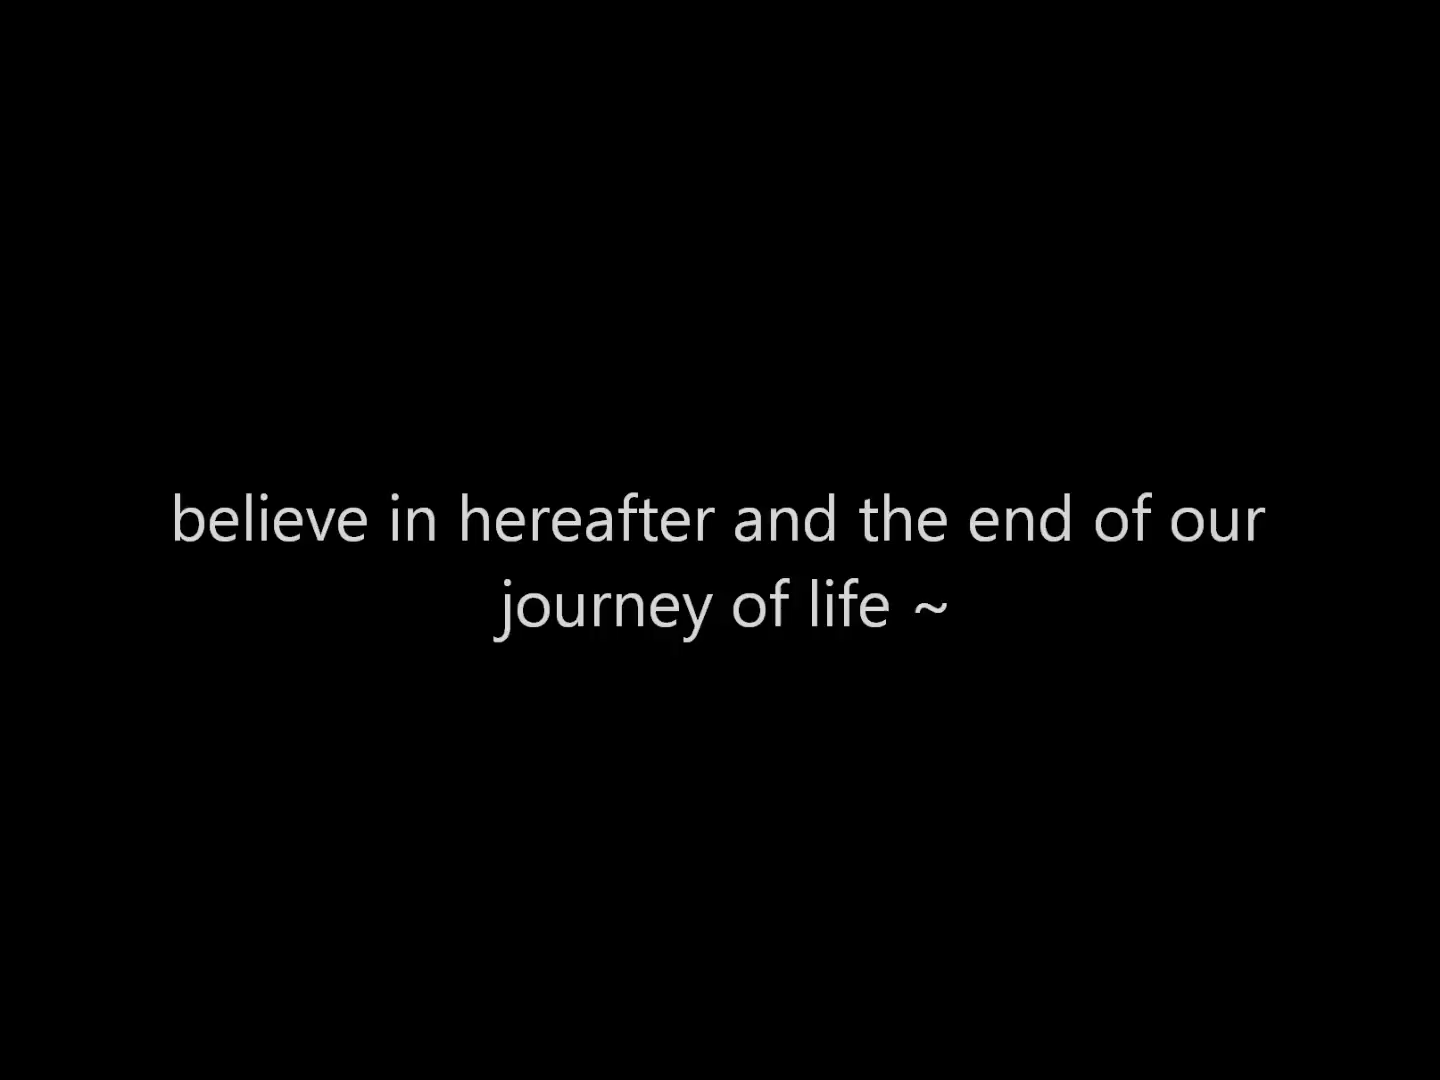 believe in hereafter and the end of our
journey of life ~